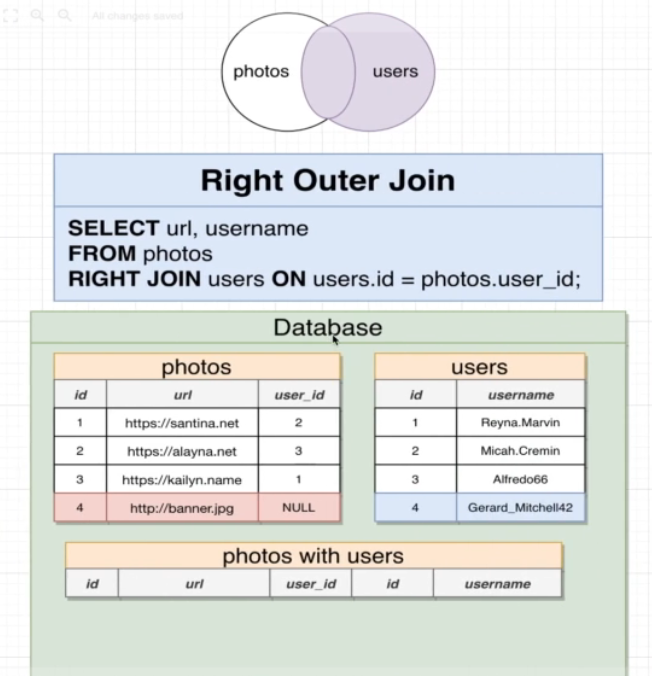 All changes saved
photos users
Right Outer Join
SELECT url, username
FROM photos
RIGHT JOIN users ON users.id = photos.user_id;
Database
photos
id url user_id
1 https://santina.net 2
2 https://alayna.net 3
3 https://kailyn.name 1
4 http://banner.jpg NULL
users
id username
1 Reyna.Marvin
2 Micah.Cremin
3 Alfredo66
4 Gerard_Mitchell42
photos with users
id url user_id id username